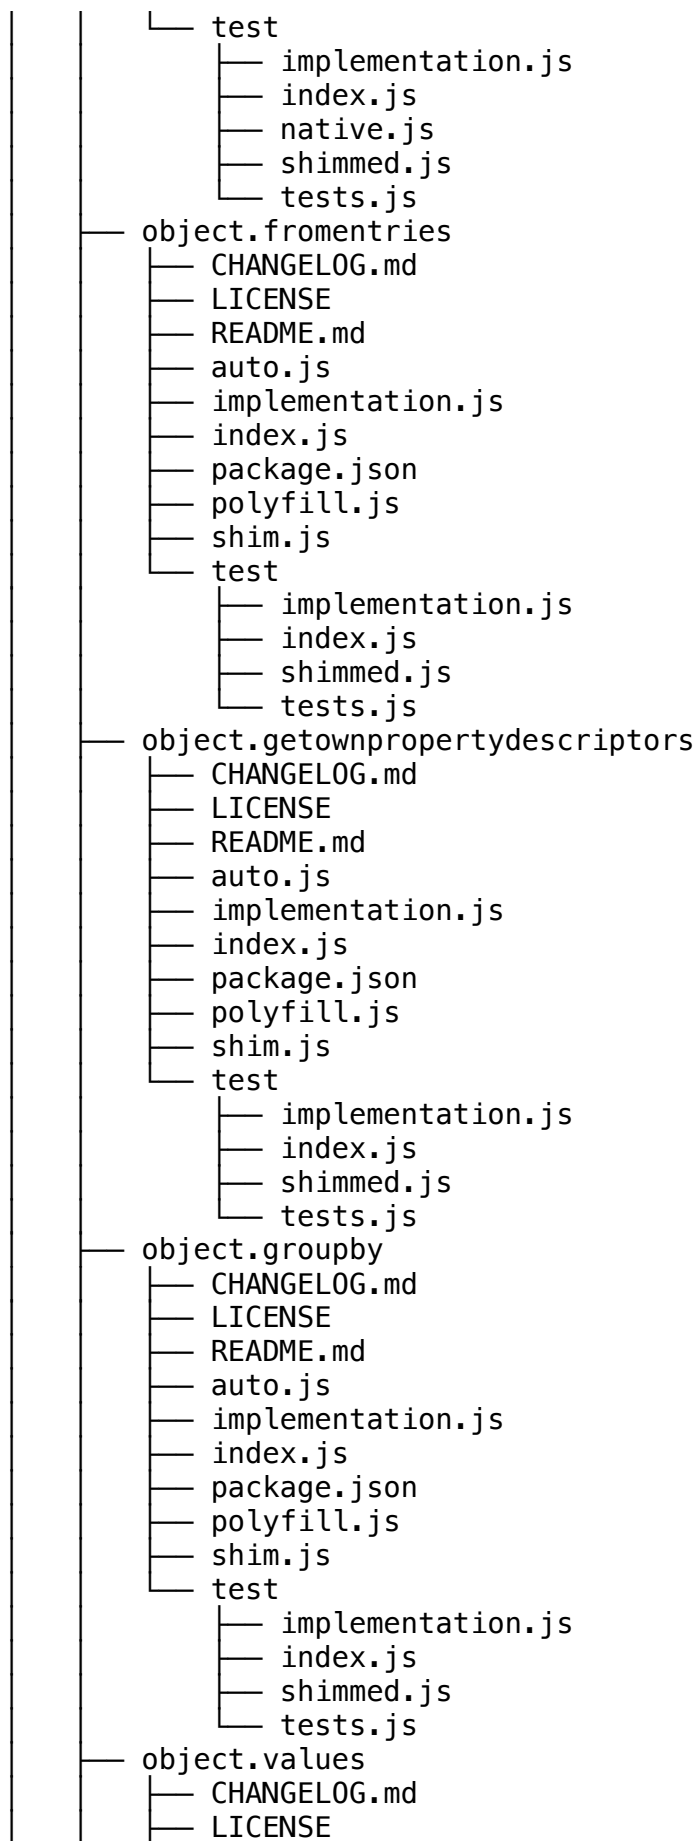 │   │   └── test
│   │       ├── implementation.js
│   │       ├── index.js
│   │       ├── native.js
│   │       ├── shimmed.js
│   │       └── tests.js
│   ├── object.fromentries
│   │   ├── CHANGELOG.md
│   │   ├── LICENSE
│   │   ├── README.md
│   │   ├── auto.js
│   │   ├── implementation.js
│   │   ├── index.js
│   │   ├── package.json
│   │   ├── polyfill.js
│   │   ├── shim.js
│   │   └── test
│   │       ├── implementation.js
│   │       ├── index.js
│   │       ├── shimmed.js
│   │       └── tests.js
│   ├── object.getownpropertydescriptors
│   │   ├── CHANGELOG.md
│   │   ├── LICENSE
│   │   ├── README.md
│   │   ├── auto.js
│   │   ├── implementation.js
│   │   ├── index.js
│   │   ├── package.json
│   │   ├── polyfill.js
│   │   ├── shim.js
│   │   └── test
│   │       ├── implementation.js
│   │       ├── index.js
│   │       ├── shimmed.js
│   │       └── tests.js
│   ├── object.groupby
│   │   ├── CHANGELOG.md
│   │   ├── LICENSE
│   │   ├── README.md
│   │   ├── auto.js
│   │   ├── implementation.js
│   │   ├── index.js
│   │   ├── package.json
│   │   ├── polyfill.js
│   │   ├── shim.js
│   │   └── test
│   │       ├── implementation.js
│   │       ├── index.js
│   │       ├── shimmed.js
│   │       └── tests.js
│   ├── object.values
│   │   ├── CHANGELOG.md
│   │   ├── LICENSE